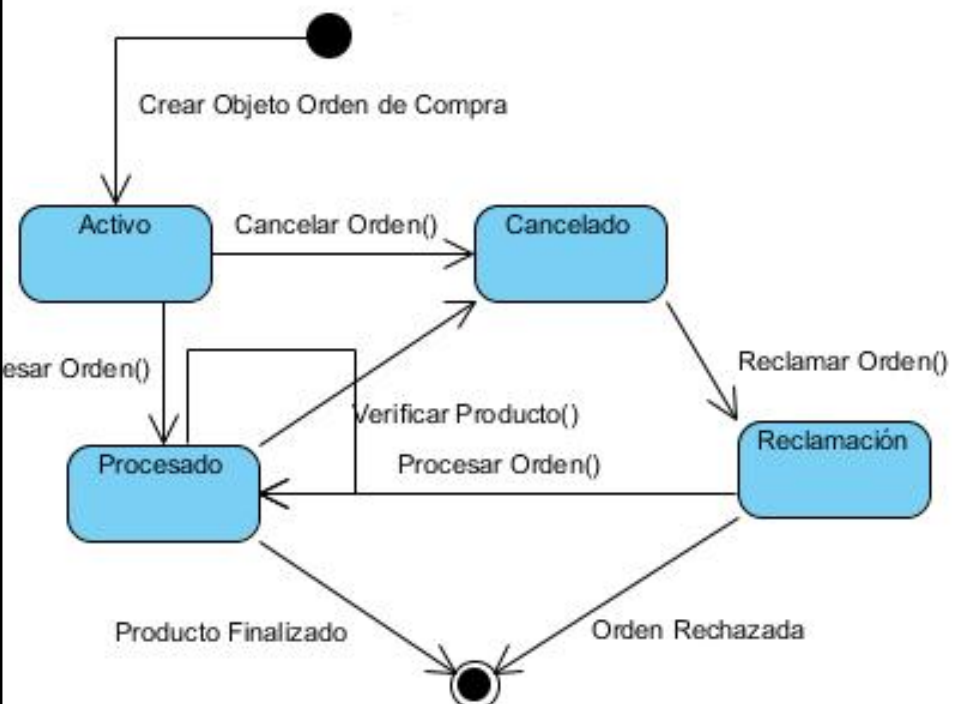 Crear Objeto Orden de Compra
Activo
Cancelar Orden()
Cancelado
esar Orden()
Reclamar Orden()
Verificar Producto()
Procesado
Procesar Orden()
Reclamación
Producto Finalizado
Orden Rechazada